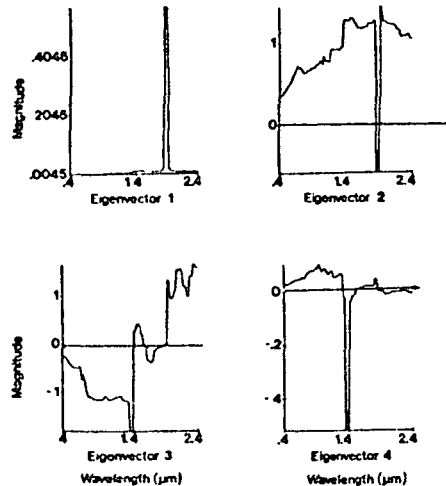 .4046
.2046
.0045
.4 1.4 2.4
Magnitude
Eigenvector 1
1
0
.4 1.4 2.4
Eigenvector 2
1
0
-1
.4 1.4 2.4
Magnitude
Eigenvector 3
Wavelength (μm)
0
-.2
-.4
.4 1.4 2.4
Eigenvector 4
Wavelength (μm)